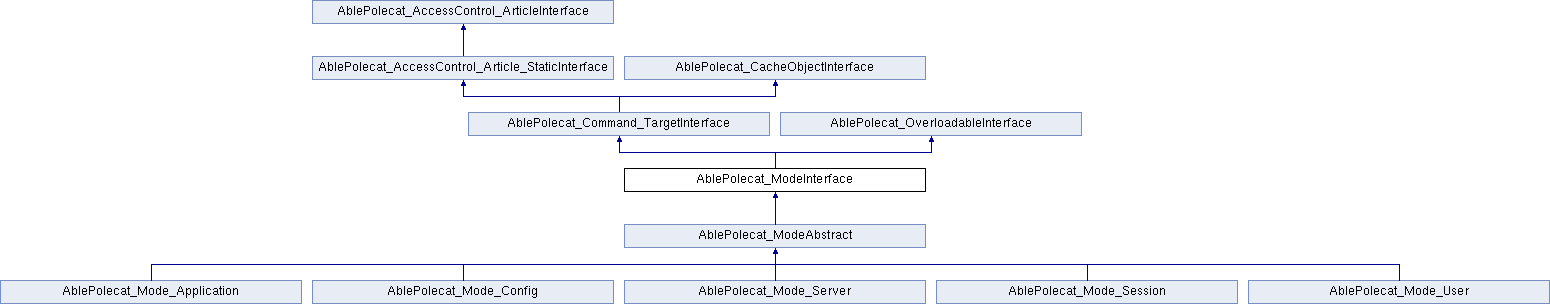 AblePolecat_AccessControl_ArticleInterface
AblePolecat_AccessControl_Article_StaticInterface
AblePolecat_CacheObjectInterface
AblePolecat_Command_TargetInterface
AblePolecat_OverloadableInterface
AblePolecat_ModeInterface
AblePolecat_ModeAbstract
AblePolecat_Mode_Application
AblePolecat_Mode_Config
AblePolecat_Mode_Server
AblePolecat_Mode_Session
AblePolecat_Mode_User